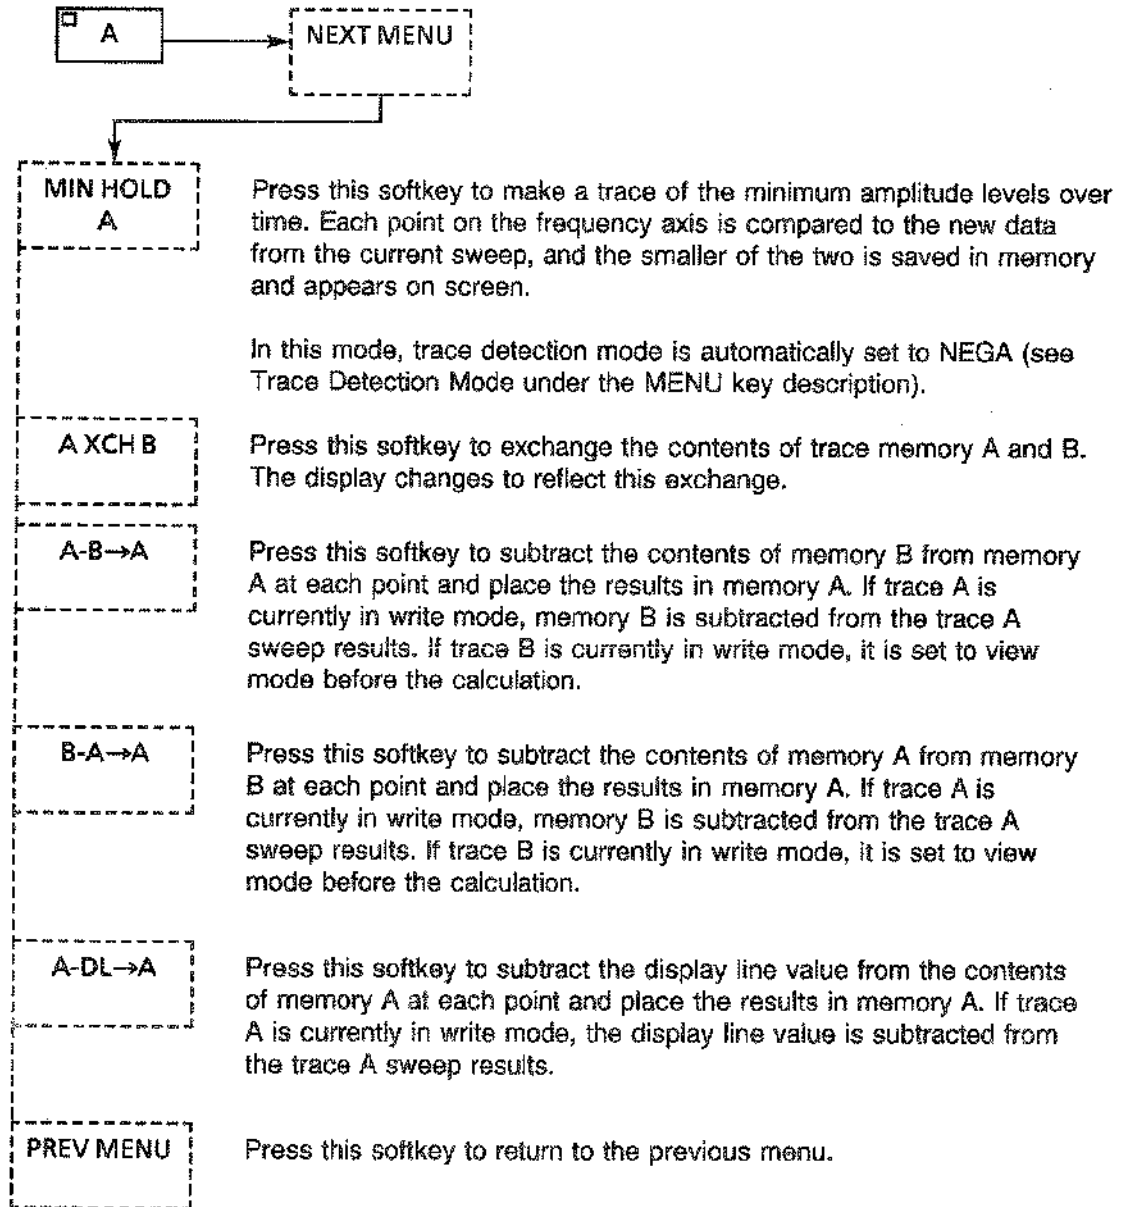 A
NEXT MENU
MIN HOLD
A
Press this softkey to make a trace of the minimum amplitude levels over
time. Each point on the frequency axis is compared to the new data
from the current sweep, and the smaller of the two is saved in memory
and appears on screen.
In this mode, trace detection mode is automatically set to NEGA (see
Trace Detection Mode under the MENU key description).
A XCH B
Press this softkey to exchange the contents of trace memory A and B.
The display changes to reflect this exchange.
A-B→A
Press this softkey to subtract the contents of memory B from memory
A at each point and place the results in memory A. If trace A is
currently in write mode, memory B is subtracted from the trace A
sweep results. If trace B is currently in write mode, it is set to view
mode before the calculation.
B-A→A
Press this softkey to subtract the contents of memory A from memory
B at each point and place the results in memory A. If trace A is
currently in write mode, memory B is subtracted from the trace A
sweep results. If trace B is currently in write mode, it is set to view
mode before the calculation.
A-DL→A
Press this softkey to subtract the display line value from the contents
of memory A at each point and place the results in memory A. If trace
A is currently in write mode, the display line value is subtracted from
the trace A sweep results.
PREV MENU
Press this softkey to return to the previous menu.